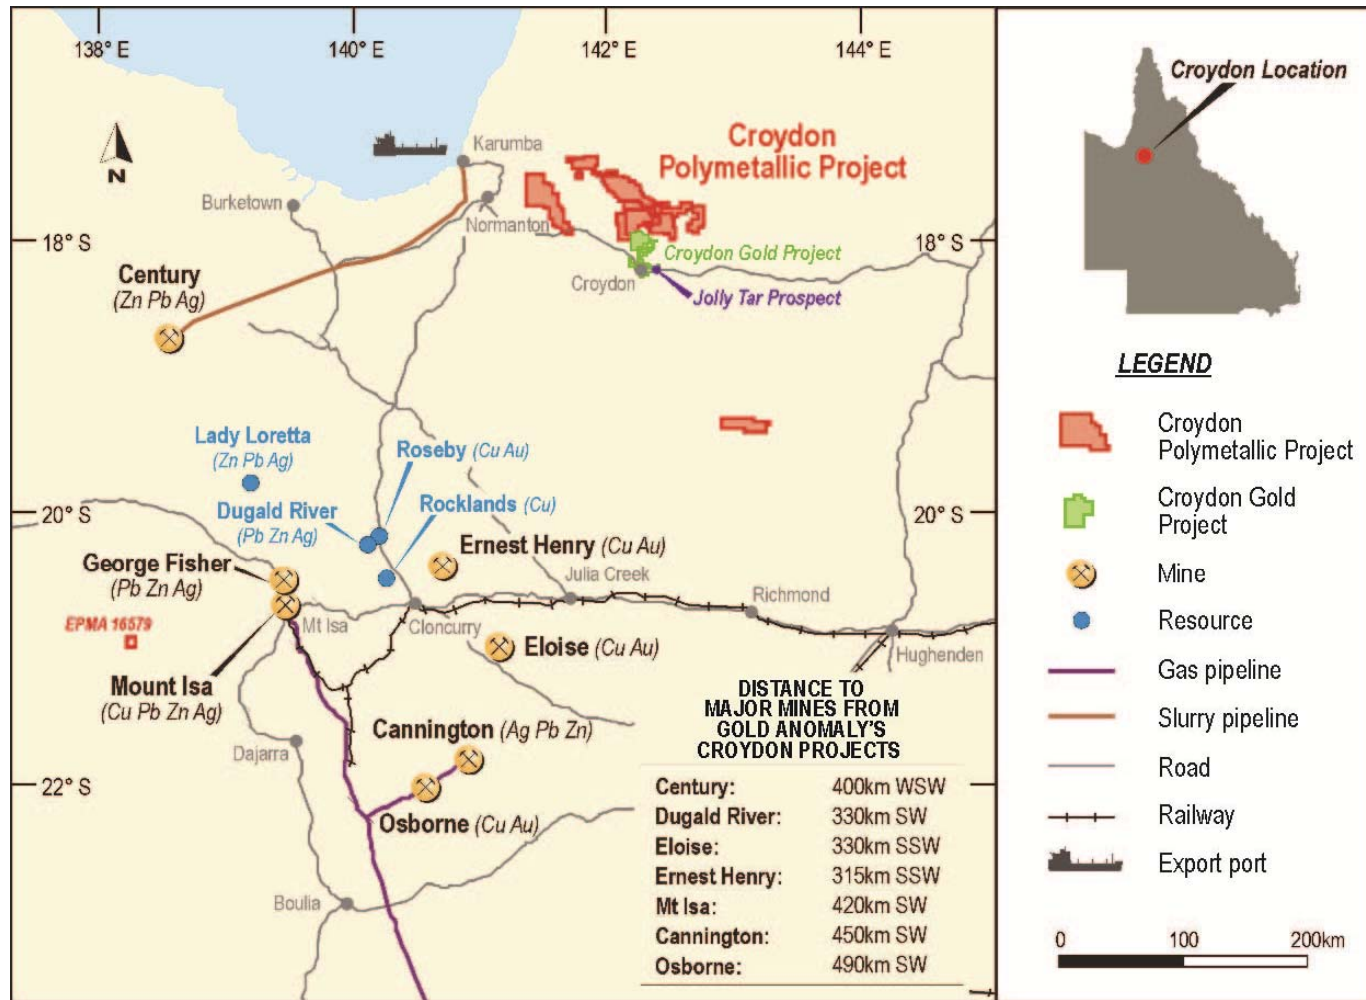 138° E
140° E
142° E
144° E
Croydon Location
N
Karumba
Croydon
Polymetallic Project
Burketown
Normanton
18° S
18° S
Croydon Gold Project
Croydon
Jolly Tar Prospect
Century
(Zn Pb Ag)
LEGEND
Croydon
Polymetallic Project
Croydon Gold
Project
Mine
Resource
Gas pipeline
Slurry pipeline
Road
Railway
Export port
0 100 200km
Lady Loretta
(Zn Pb Ag)
Roseby (Cu Au)
Dugald River
(Pb Zn Ag)
Rocklands (Cu)
20° S
20° S
George Fisher
(Pb Zn Ag)
Ernest Henry (Cu Au)
Julia Creek
Richmond
EPMA 16579
Mt Isa
Cloncurry
Hughenden
Eloise (Cu Au)
Mount Isa
(Cu Pb Zn Ag)
Cannington (Ag Pb Zn)
Dajarra
22° S
Osborne (Cu Au)
Boulia
DISTANCE TO
MAJOR MINES FROM
GOLD ANOMALY'S
CROYDON PROJECTS
Century: 400km WSW
Dugald River: 330km SW
Eloise: 330km SSW
Ernest Henry: 315km SSW
Mt Isa: 420km SW
Cannington: 450km SW
Osborne: 490km SW